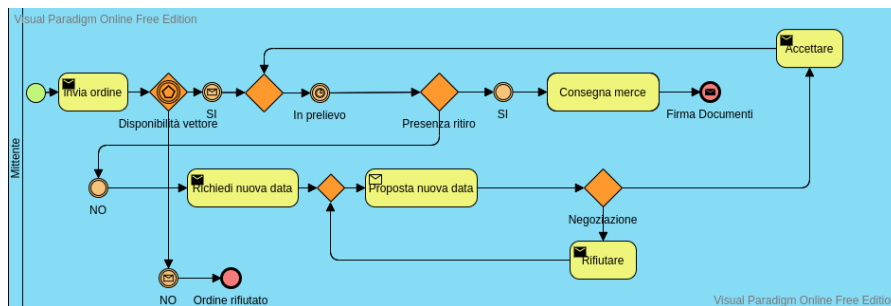 Visual Paradigm Online Free Edition
Accettare
Invia ordine
SI
Disponibilità vettore
In prelievo
Presenza ritiro
SI
Consegna merce
Firma Documenti
Mittente
NO
Richiedi nuova data
Proposta nuova data
Negoziazione
Rifiutare
NO
Ordine rifiutato
Visual Paradigm Online Free Edition